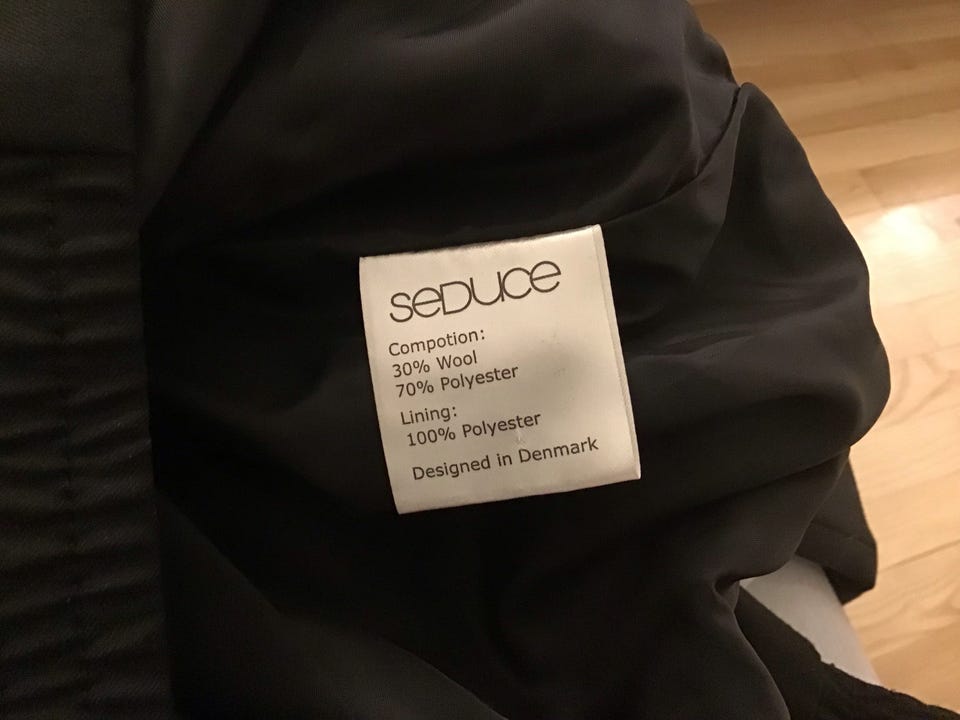 SeDUCe
Compotion:
30% Wool
70% Polyester
Lining:
100% Polyester
Designed in Denmark